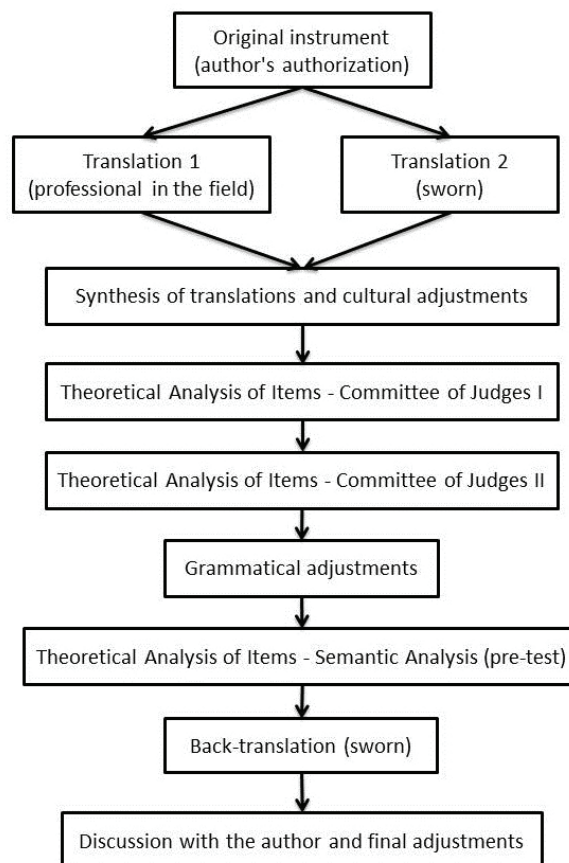 Original instrument
(author's authorization)
Translation 1
(professional in the field)
Translation 2
(sworn)
Synthesis of translations and cultural adjustments
Theoretical Analysis of Items - Committee of Judges I
Theoretical Analysis of Items - Committee of Judges II
Grammatical adjustments
Theoretical Analysis of Items - Semantic Analysis (pre-test)
Back-translation (sworn)
Discussion with the author and final adjustments